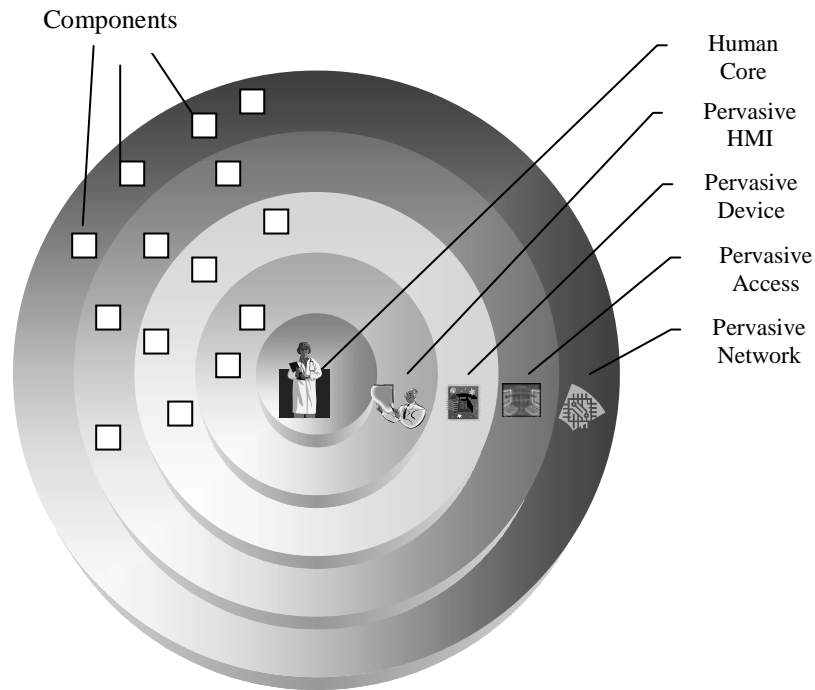 Components
Human
Core
Pervasive
HMI
Pervasive
Device
Pervasive
Access
Pervasive
Network